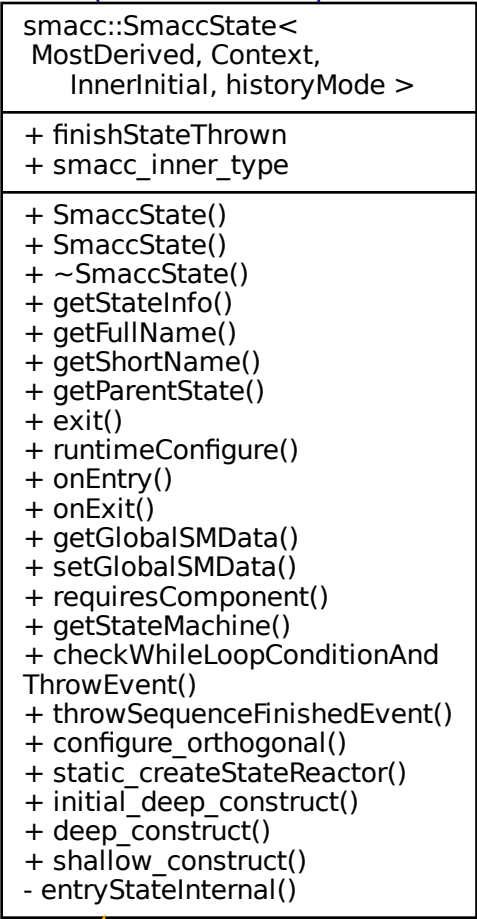 smacc::SmaccState<
MostDerived, Context,
InnerInitial, historyMode >
+ finishStateThrown
+ smacc_inner_type
+ SmaccState()
+ SmaccState()
+ ~SmaccState()
+ getStateInfo()
+ getFullName()
+ getShortName()
+ getParentState()
+ exit()
+ runtimeConfigure()
+ onEntry()
+ onExit()
+ getGlobalSMData()
+ setGlobalSMData()
+ requiresComponent()
+ getStateMachine()
+ checkWhileLoopConditionAnd
ThrowEvent()
+ throwSequenceFinishedEvent()
+ configure_orthogonal()
+ static_createStateReactor()
+ initial_deep_construct()
+ deep_construct()
+ shallow_construct()
- entryStateInternal()